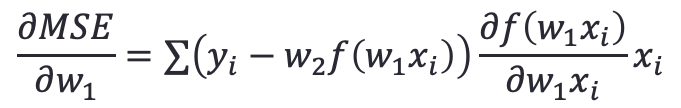 ∂MSE/∂w₁ = ∑(yᵢ − w₂f(w₁xᵢ)) ∂f(w₁xᵢ)/∂w₁xᵢ xᵢ